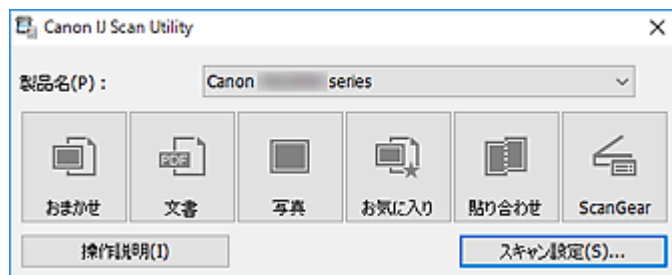 Canon IJ Scan Utility
製品名(P) : Canon series
PDF
おまかせ 文書 写真 お気に入り 貼り合わせ ScanGear
操作説明(I) スキャン設定(S)...